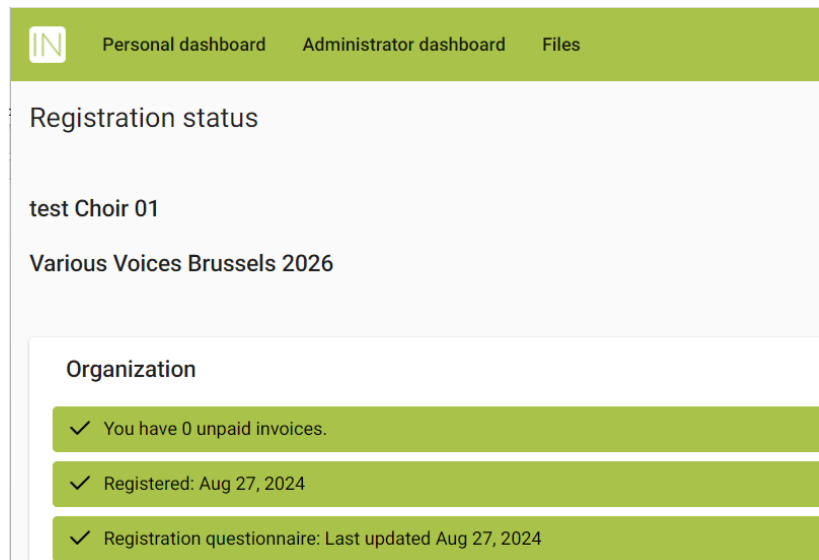 IN Personal dashboard Administrator dashboard Files
Registration status
test Choir 01
Various Voices Brussels 2026
Organization
You have 0 unpaid invoices.
Registered: Aug 27, 2024
Registration questionnaire: Last updated Aug 27, 2024